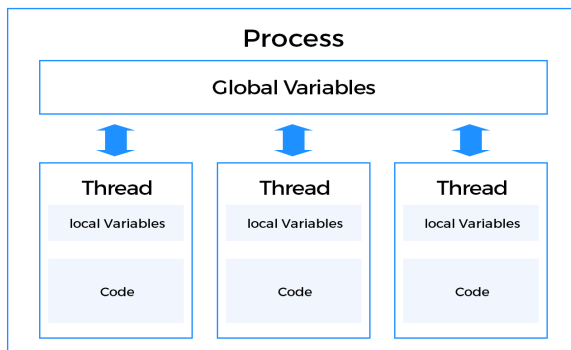 Process
Global Variables
Thread
Thread
Thread
local Variables
local Variables
local Variables
Code
Code
Code